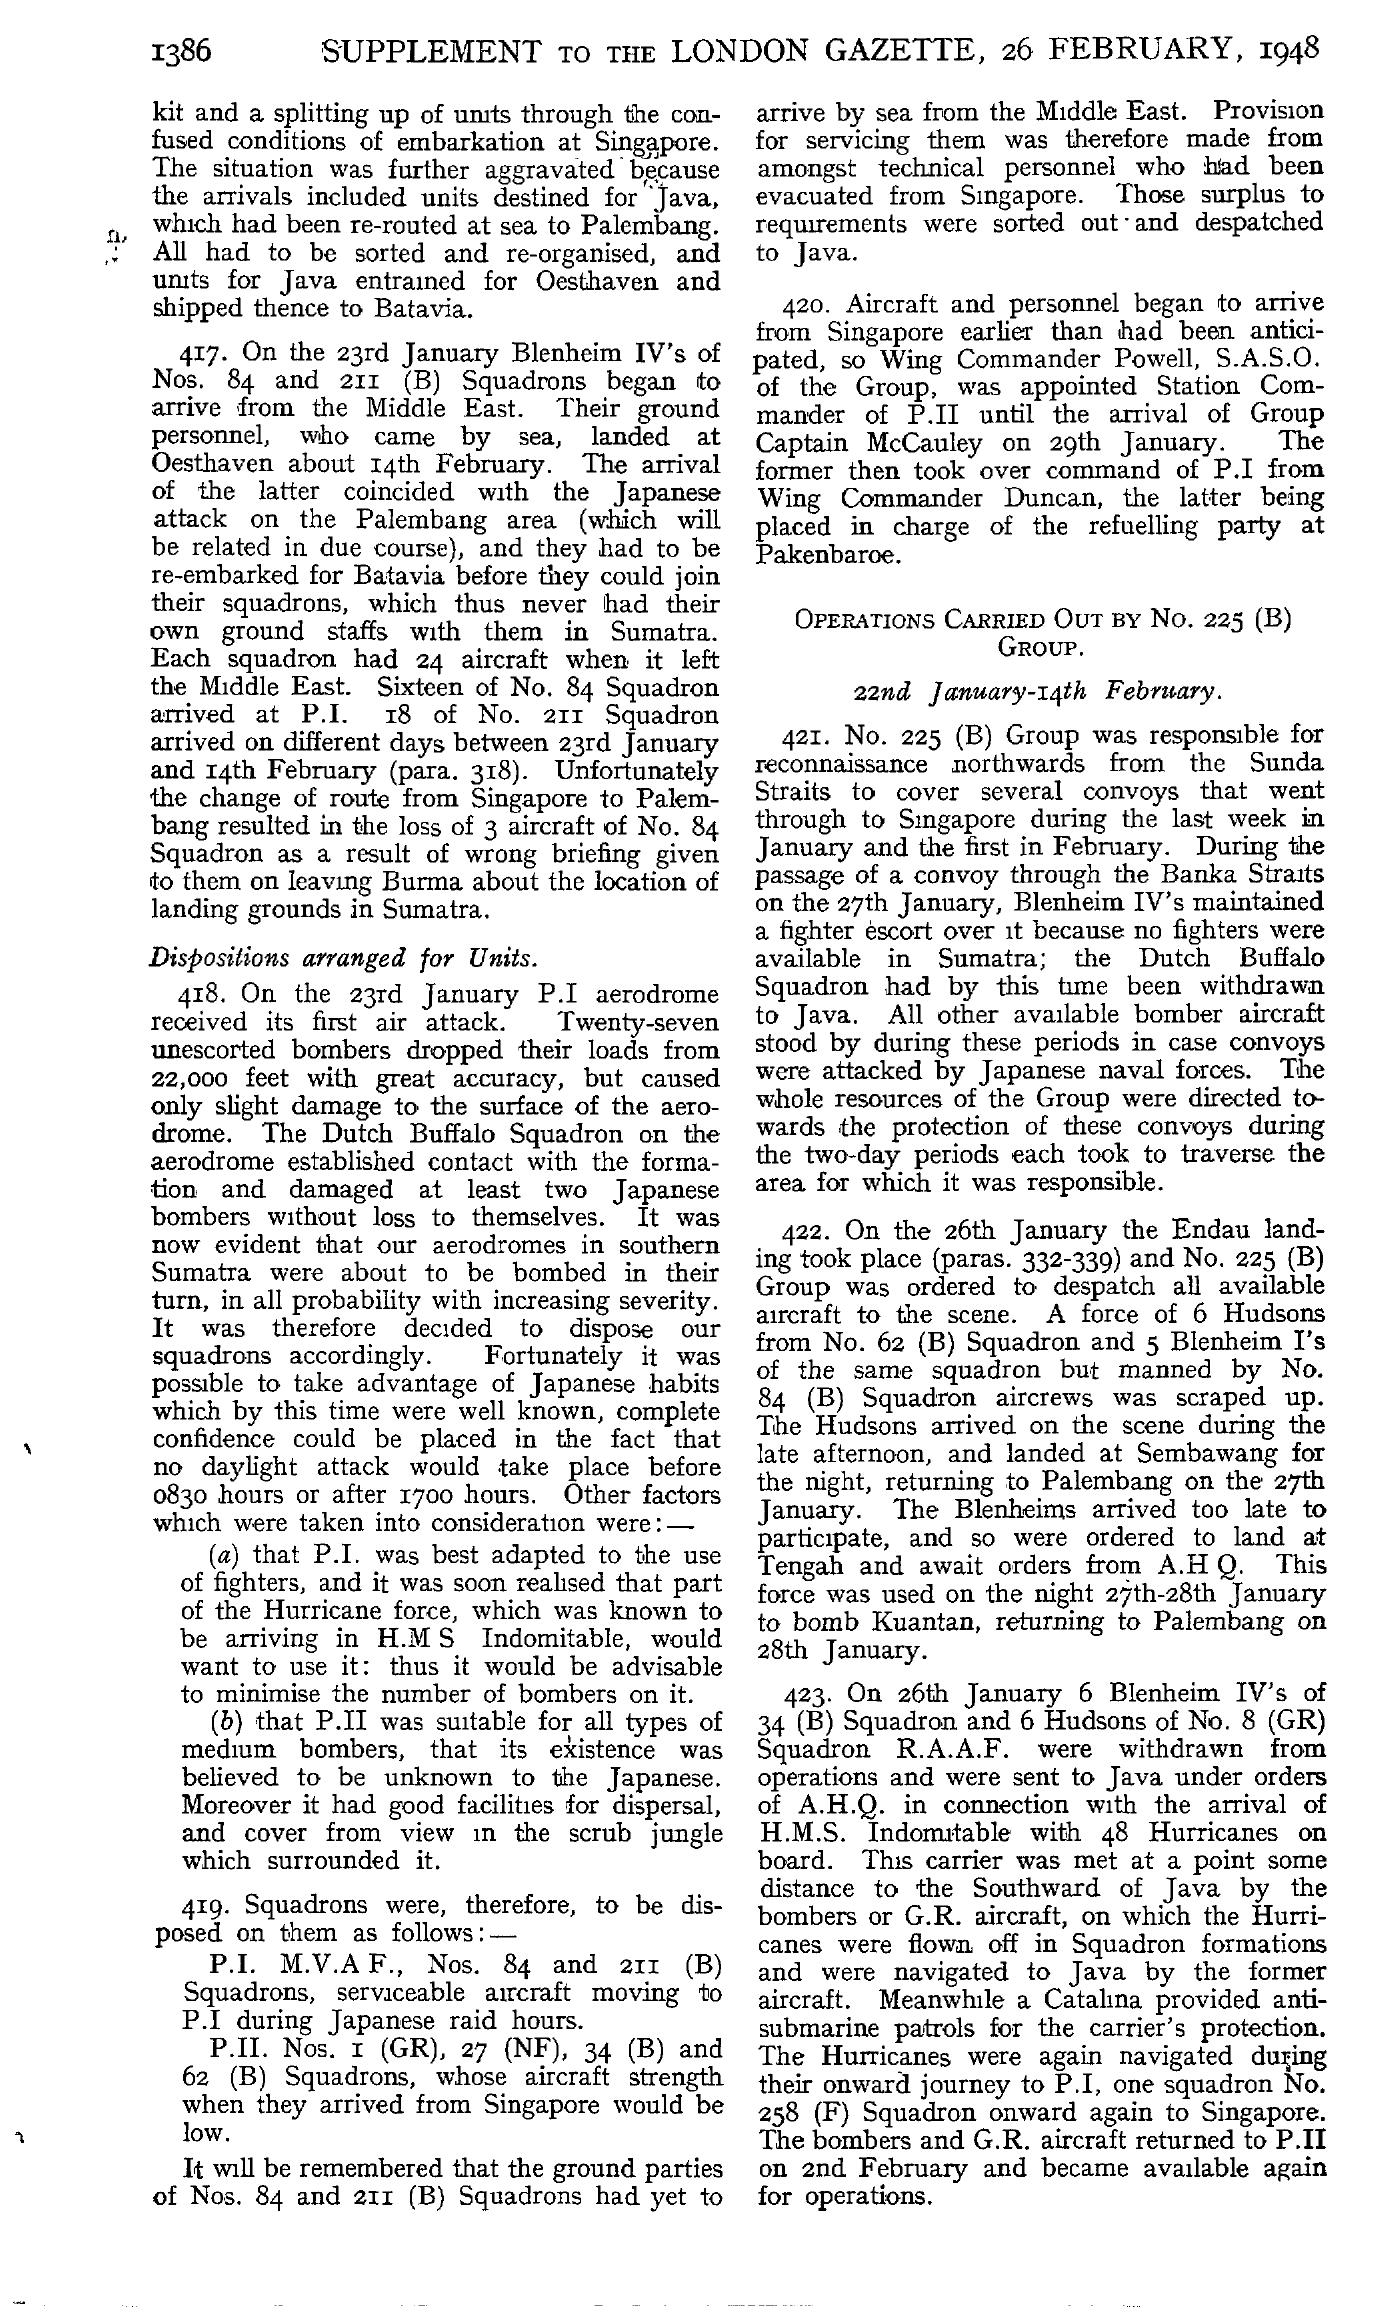 1386 SUPPLEMENT TO THE LONDON GAZETTE, 26 FEBRUARY, 1948
kit and a splitting up of units through the con-
fused conditions of embarkation at Singapore.
The situation was further aggravated because
the arrivals included units destined for Java,
which had been re-routed at sea to Palembang.
All had to be sorted and re-organised, and
units for Java entrained for Oesthaven and
shipped thence to Batavia.
417. On the 23rd January Blenheim IV's of
Nos. 84 and 211 (B) Squadrons began to
arrive from the Middle East. Their ground
personnel, who came by sea, landed at
Oesthaven about 14th February. The arrival
of the latter coincided with the Japanese
attack on the Palembang area (which will
be related in due course), and they had to be
re-embarked for Batavia before they could join
their squadrons, which thus never had their
own ground staffs with them in Sumatra.
Each squadron had 24 aircraft when it left
the Middle East. Sixteen of No. 84 Squadron
arrived at P.I. 18 of No. 211 Squadron
arrived on different days between 23rd January
and 14th February (para. 318). Unfortunately
the change of route from Singapore to Palem-
bang resulted in the loss of 3 aircraft of No. 84
Squadron as a result of wrong briefing given
to them on leaving Burma about the location of
landing grounds in Sumatra.
Dispositions arranged for Units.
418. On the 23rd January P.I aerodrome
received its first air attack. Twenty-seven
unescorted bombers dropped their loads from
22,000 feet with great accuracy, but caused
only slight damage to the surface of the aero-
drome. The Dutch Buffalo Squadron on the
aerodrome established contact with the forma-
tion and damaged at least two Japanese
bombers without loss to themselves. It was
now evident that our aerodromes in southern
Sumatra were about to be bombed in their
turn, in all probability with increasing severity.
It was therefore decided to dispose our
squadrons accordingly. Fortunately it was
possible to take advantage of Japanese habits
which by this time were well known, complete
confidence could be placed in the fact that
no daylight attack would take place before
0830 hours or after 1700 hours. Other factors
which were taken into consideration were:—
(a) that P.I. was best adapted to the use
of fighters, and it was soon realised that part
of the Hurricane force, which was known to
be arriving in H.M S Indomitable, would
want to use it: thus it would be advisable
to minimise the number of bombers on it.
(b) that P.II was suitable for all types of
medium bombers, that its existence was
believed to be unknown to the Japanese.
Moreover it had good facilities for dispersal,
and cover from view in the scrub jungle
which surrounded it.
419. Squadrons were, therefore, to be dis-
posed on them as follows:—
P.I. M.V.A F., Nos. 84 and 211 (B)
Squadrons, serviceable aircraft moving to
P.I during Japanese raid hours.
P.II. Nos. 1 (GR), 27 (NF), 34 (B) and
62 (B) Squadrons, whose aircraft strength
when they arrived from Singapore would be
low.
It will be remembered that the ground parties
of Nos. 84 and 211 (B) Squadrons had yet to
arrive by sea from the Middle East. Provision
for servicing them was therefore made from
amongst technical personnel who had been
evacuated from Singapore. Those surplus to
requirements were sorted out and despatched
to Java.
420. Aircraft and personnel began to arrive
from Singapore earlier than had been antici-
pated, so Wing Commander Powell, S.A.S.O.
of the Group, was appointed Station Com-
mander of P.II until the arrival of Group
Captain McCauley on 29th January. The
former then took over command of P.I from
Wing Commander Duncan, the latter being
placed in charge of the refuelling party at
Pakenbaroe.
OPERATIONS CARRIED OUT BY NO. 225 (B)
GROUP.
22nd January-14th February.
421. No. 225 (B) Group was responsible for
reconnaissance northwards from the Sunda
Straits to cover several convoys that went
through to Singapore during the last week in
January and the first in February. During the
passage of a convoy through the Banka Straits
on the 27th January, Blenheim IV's maintained
a fighter escort over it because no fighters were
available in Sumatra; the Dutch Buffalo
Squadron had by this time been withdrawn
to Java. All other available bomber aircraft
stood by during these periods in case convoys
were attacked by Japanese naval forces. The
whole resources of the Group were directed to-
wards the protection of these convoys during
the two-day periods each took to traverse the
area for which it was responsible.
422. On the 26th January the Endau land-
ing took place (paras. 332-339) and No. 225 (B)
Group was ordered to despatch all available
aircraft to the scene. A force of 6 Hudsons
from No. 62 (B) Squadron and 5 Blenheim I's
of the same squadron but manned by No.
84 (B) Squadron aircrews was scraped up.
The Hudsons arrived on the scene during the
late afternoon, and landed at Sembawang for
the night, returning to Palembang on the 27th
January. The Blenheims arrived too late to
participate, and so were ordered to land at
Tengah and await orders from A.H Q. This
force was used on the night 27th-28th January
to bomb Kuantan, returning to Palembang on
28th January.
423. On 26th January 6 Blenheim IV's of
34 (B) Squadron and 6 Hudsons of No. 8 (GR)
Squadron R.A.A.F. were withdrawn from
operations and were sent to Java under orders
of A.H.Q. in connection with the arrival of
H.M.S. Indomitable with 48 Hurricanes on
board. This carrier was met at a point some
distance to the Southward of Java by the
bombers or G.R. aircraft, on which the Hurri-
canes were flown off in Squadron formations
and were navigated to Java by the former
aircraft. Meanwhile a Catalina provided anti-
submarine patrols for the carrier's protection.
The Hurricanes were again navigated during
their onward journey to P.I, one squadron No.
258 (F) Squadron onward again to Singapore.
The bombers and G.R. aircraft returned to P.II
on 2nd February and became available again
for operations.